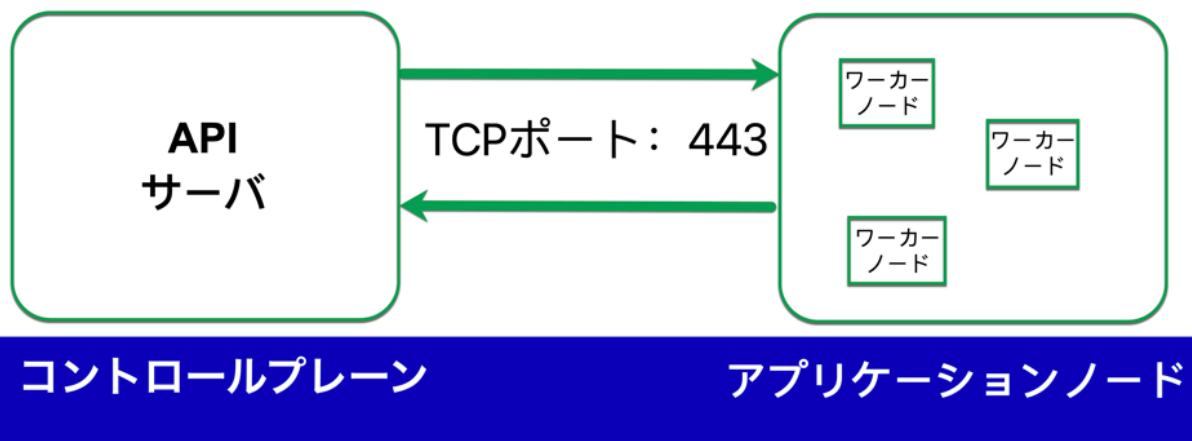 API
サーバ
TCPポート： 443
ワーカー
ノード
ワーカー
ノード
ワーカー
ノード
コントロールプレーン
アプリケーションノード